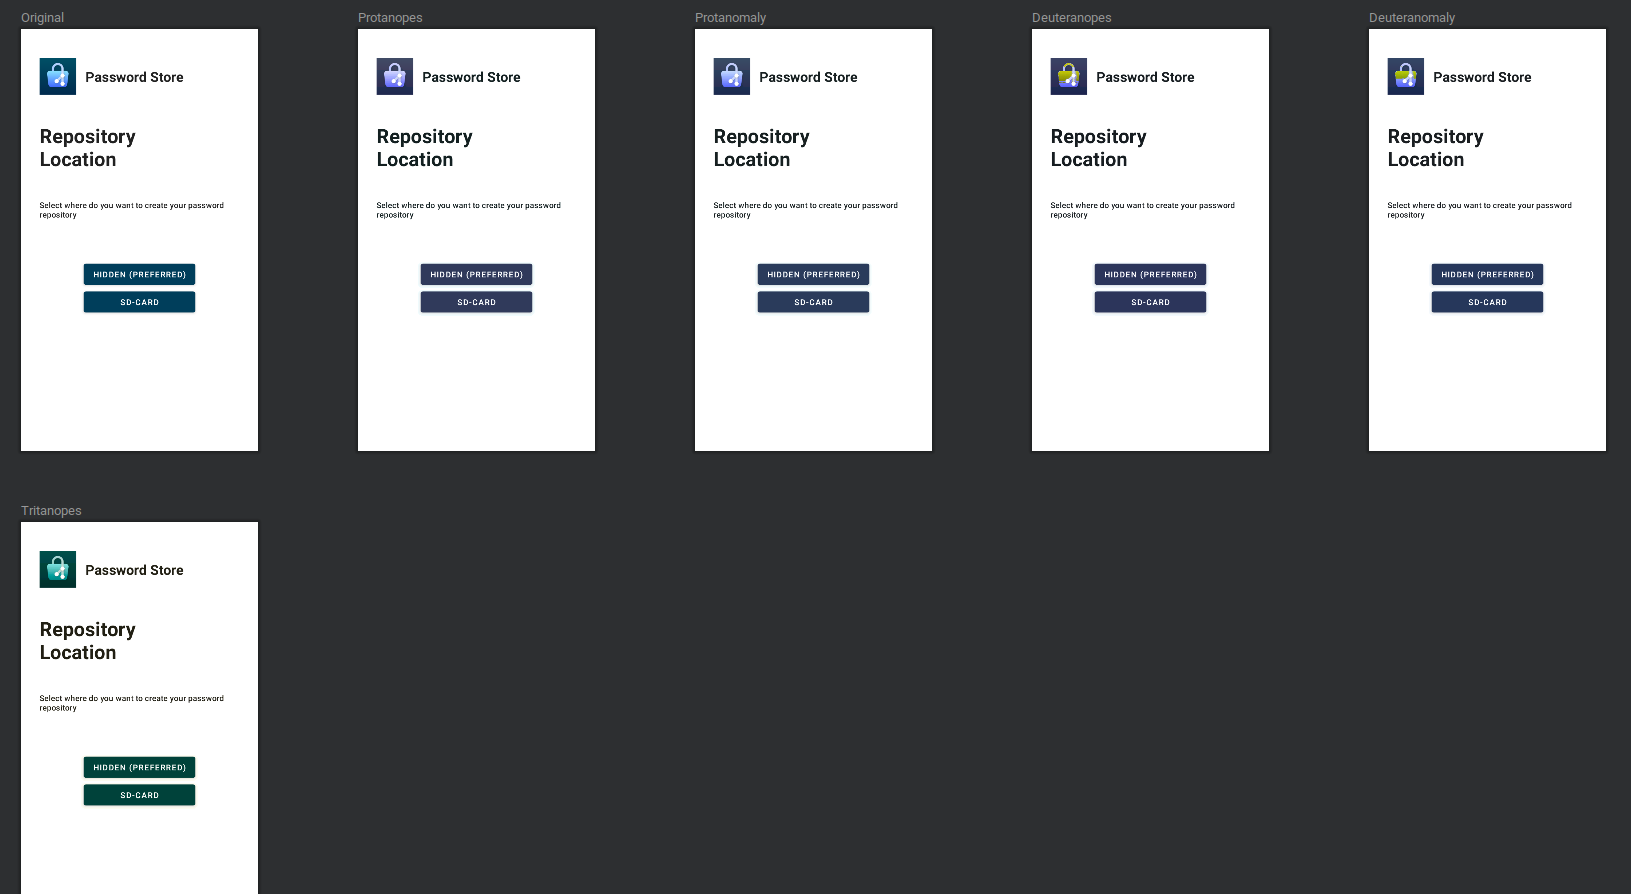 Original
Password Store
Repository
Location
Select where do you want to create your password
repository
HIDDEN (PREFERRED)
SD-CARD
Protanopes
Password Store
Repository
Location
Select where do you want to create your password
repository
HIDDEN (PREFERRED)
SD-CARD
Protanomaly
Password Store
Repository
Location
Select where do you want to create your password
repository
HIDDEN (PREFERRED)
SD-CARD
Deuteranopes
Password Store
Repository
Location
Select where do you want to create your password
repository
HIDDEN (PREFERRED)
SD-CARD
Deuteranomaly
Password Store
Repository
Location
Select where do you want to create your password
repository
HIDDEN (PREFERRED)
SD-CARD
Tritanopes
Password Store
Repository
Location
Select where do you want to create your password
repository
HIDDEN (PREFERRED)
SD-CARD